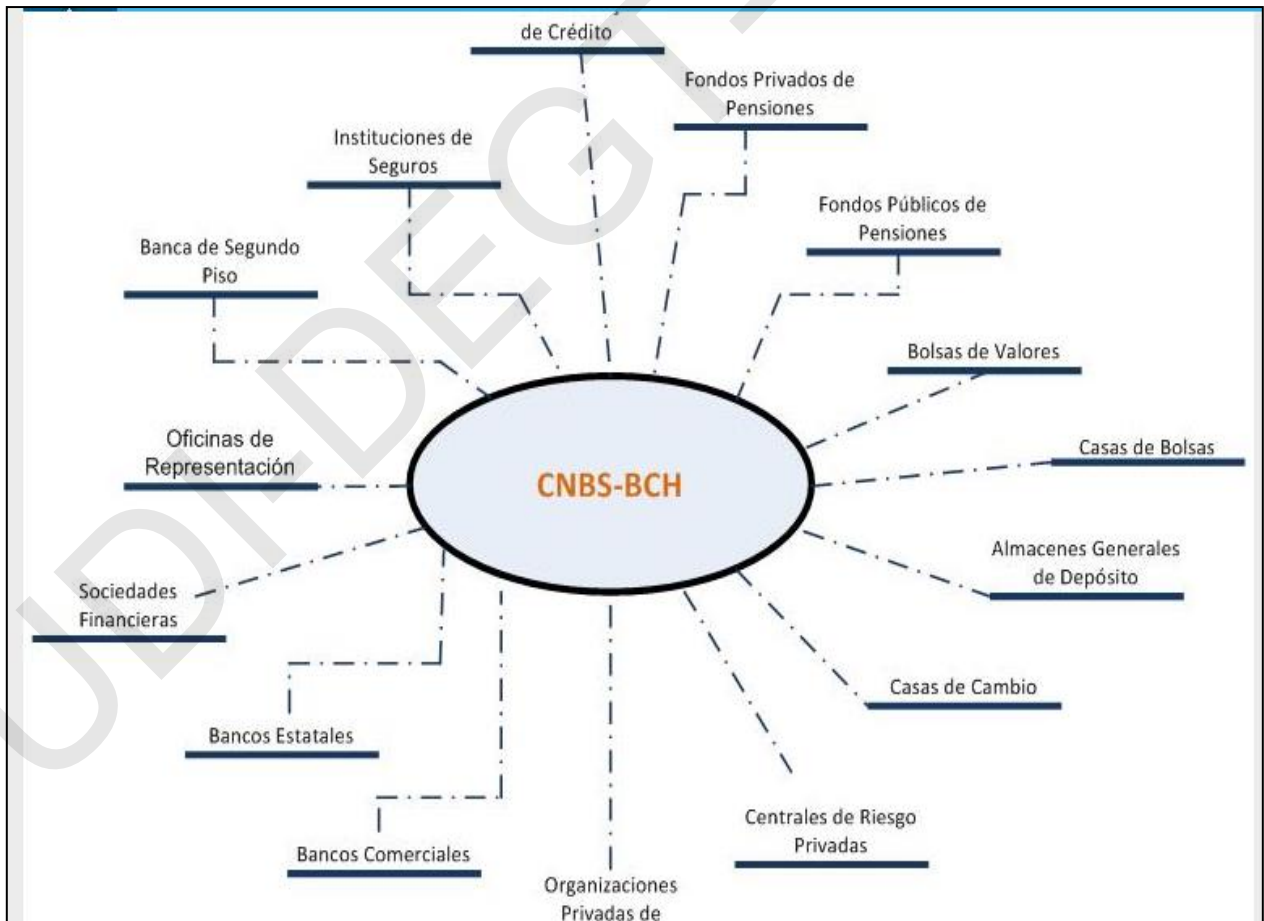 de Crédito
Fondos Privados de
Pensiones
Instituciones de
Seguros
Fondos Públicos de
Pensiones
Banca de Segundo
Piso
Bolsas de Valores
Oficinas de
Representación
Casas de Bolsas
CNBS-BCH
Almacenes Generales
de Depósito
Sociedades
Financieras
Casas de Cambio
Bancos Estatales
Centrales de Riesgo
Privadas
Bancos Comerciales
Organizaciones
Privadas de
UDI-DEGT-